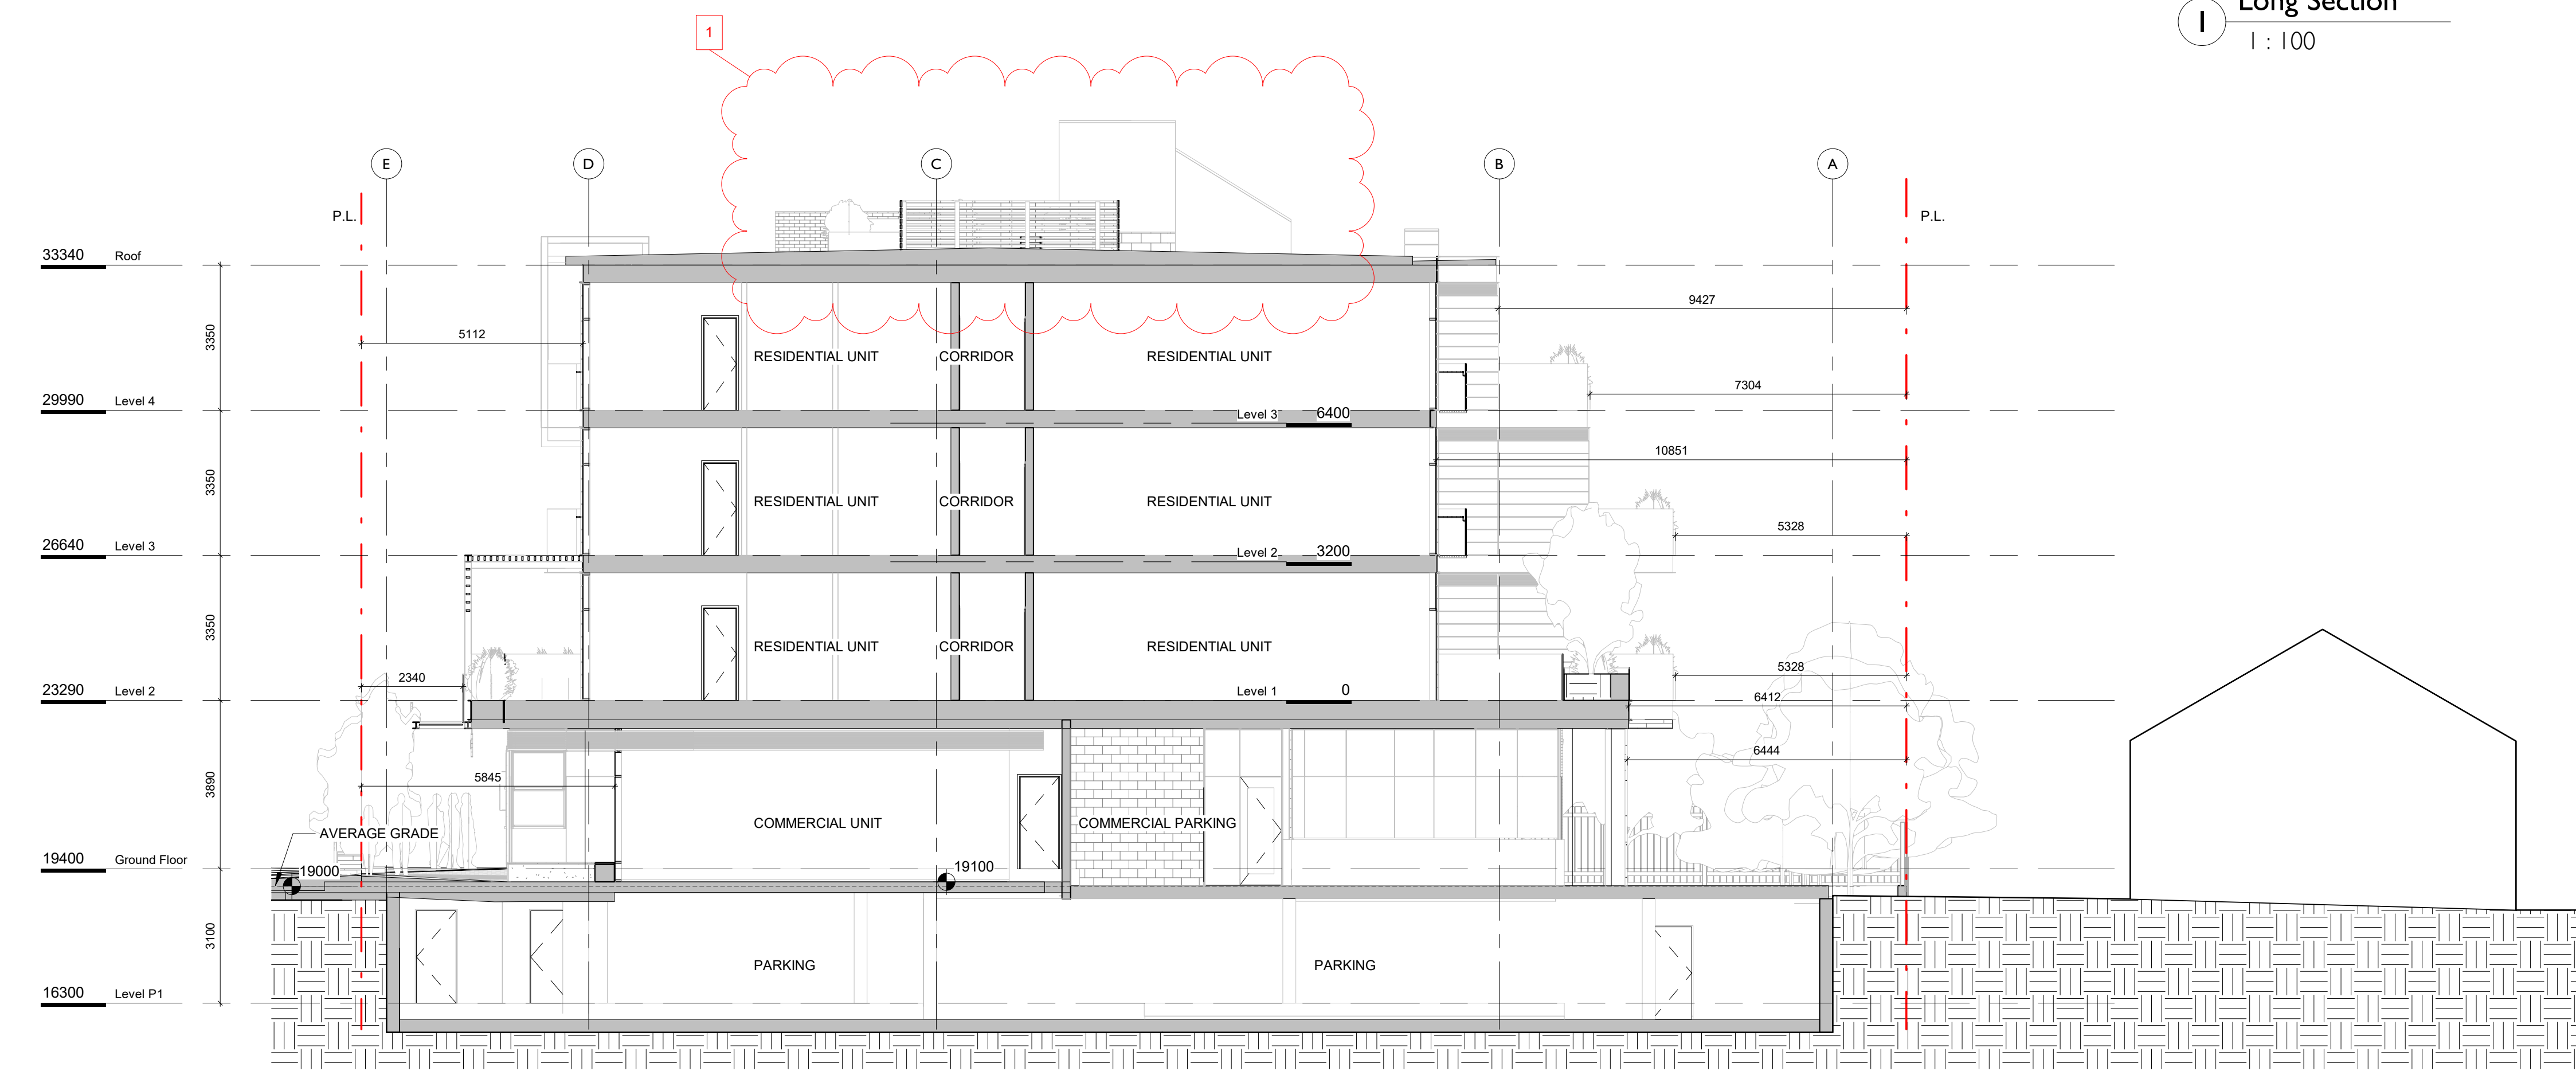 Long Section
1
1 : 100
1
E
D
C
B
A
P.L.
P.L.
33340 Roof
9427
3350
5112
RESIDENTIAL UNIT CORRIDOR RESIDENTIAL UNIT
7304
29990 Level 4
Level 3 6400
10851
3350
RESIDENTIAL UNIT CORRIDOR RESIDENTIAL UNIT
5328
26640 Level 3
Level 2 3200
3350
RESIDENTIAL UNIT CORRIDOR RESIDENTIAL UNIT
5328
2340
23290 Level 2
Level 1 0
6412
6444
3890
5845
COMMERCIAL UNIT
COMMERCIAL PARKING
AVERAGE GRADE
19400 Ground Floor
19000
19100
3100
PARKING
PARKING
16300 Level P1